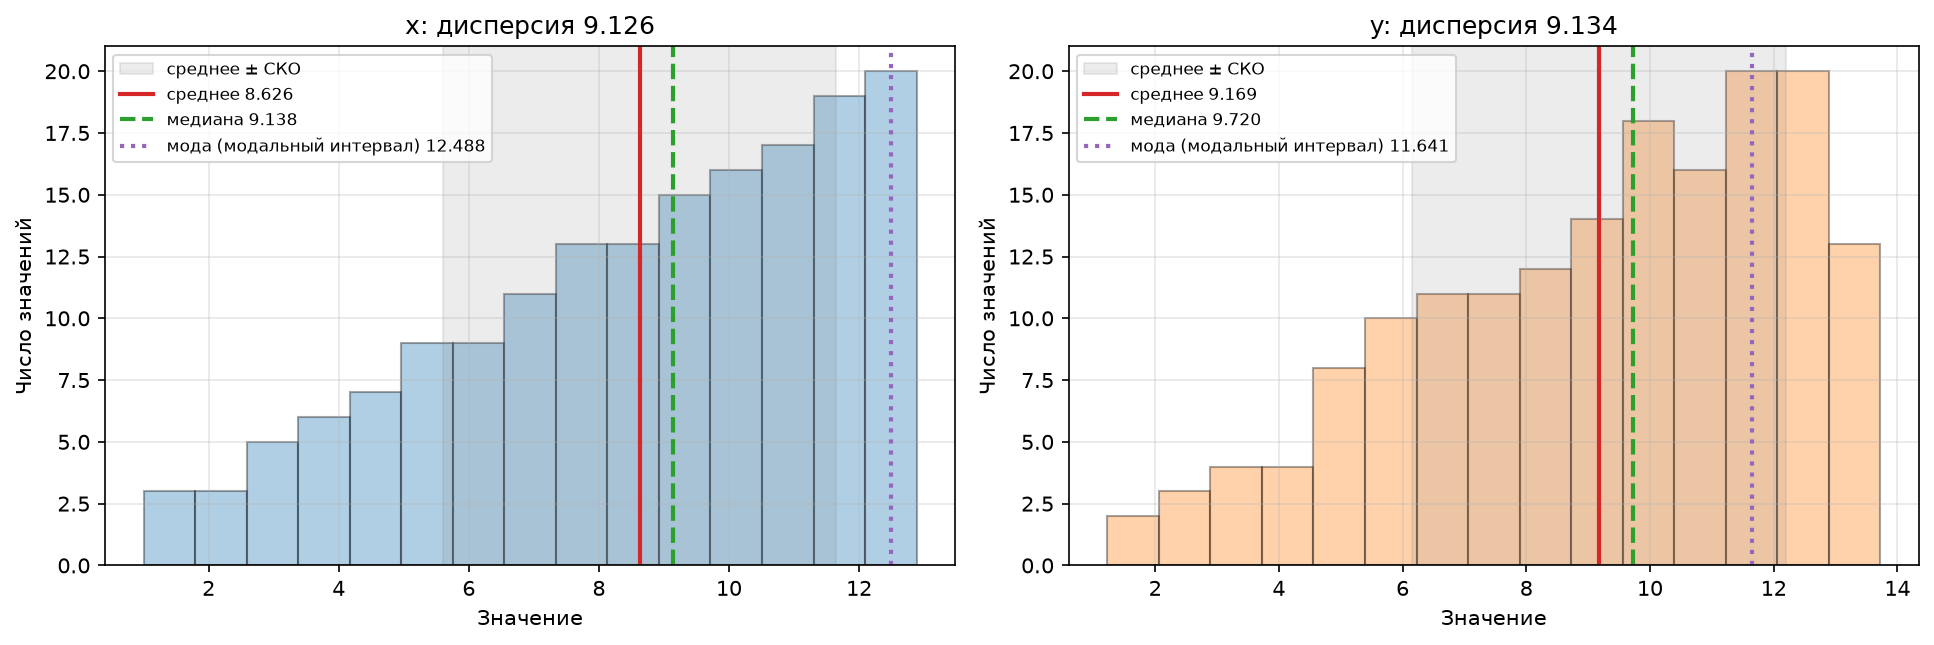 x: дисперсия 9.126
среднее ± СКО
среднее 8.626
медиана 9.138
мода (модальный интервал) 12.488
Число значений
20.0
17.5
15.0
12.5
10.0
7.5
5.0
2.5
0.0
2 4 6 8 10 12
Значение
y: дисперсия 9.134
среднее ± СКО
среднее 9.169
медиана 9.720
мода (модальный интервал) 11.641
Число значений
20.0
17.5
15.0
12.5
10.0
7.5
5.0
2.5
0.0
2 4 6 8 10 12 14
Значение